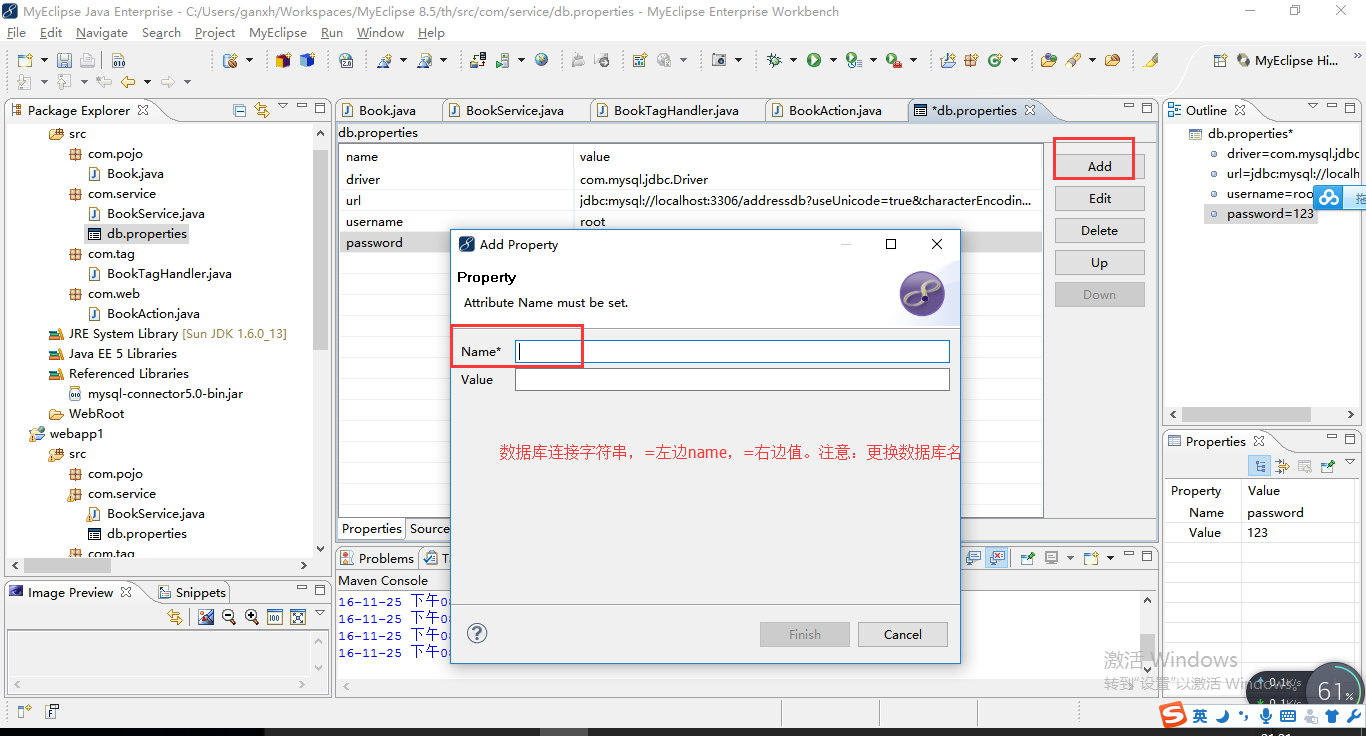 MyEclipse Java Enterprise - C:/Users/ganxh/Workspaces/MyEclipse 8.5/th/src/com/service/db.properties - MyEclipse Enterprise Workbench
File Edit Navigate Search Project MyEclipse Run Window Help
MyEclipse Hi...
Package Explorer
src
com.pojo
Book.java
com.service
BookService.java
db.properties
com.tag
BookTagHandler.java
com.web
BookAction.java
JRE System Library [Sun JDK 1.6.0_13]
Java EE 5 Libraries
Referenced Libraries
mysql-connector5.0-bin.jar
WebRoot
webapp1
src
com.pojo
com.service
BookService.java
db.properties
com.tag
Image Preview Snippets
Book.java BookService.java BookTagHandler.java BookAction.java *db.properties
db.properties
name value
driver com.mysql.jdbc.Driver
url jdbc:mysql://localhost:3306/addressdb?useUnicode=true&characterEncodin...
username root
password
Add
Edit
Delete
Up
Down
Add Property
Property
Attribute Name must be set.
Name*
Value
数据库连接字符串，=左边name，=右边值。注意：更换数据库名
Finish Cancel
Properties Source
Problems
Maven Console
16-11-25 下午0
16-11-25 下午0
16-11-25 下午0
16-11-25 下午0
Outline
db.properties*
driver=com.mysql.jdbc
url=jdbc:mysql://localh
username=roo
password=123
Properties
Property Value
Name password
Value 123
激活 Windows
转到"设置"以激活 Windows。
0.1K/s
0.1K/s
61%
英